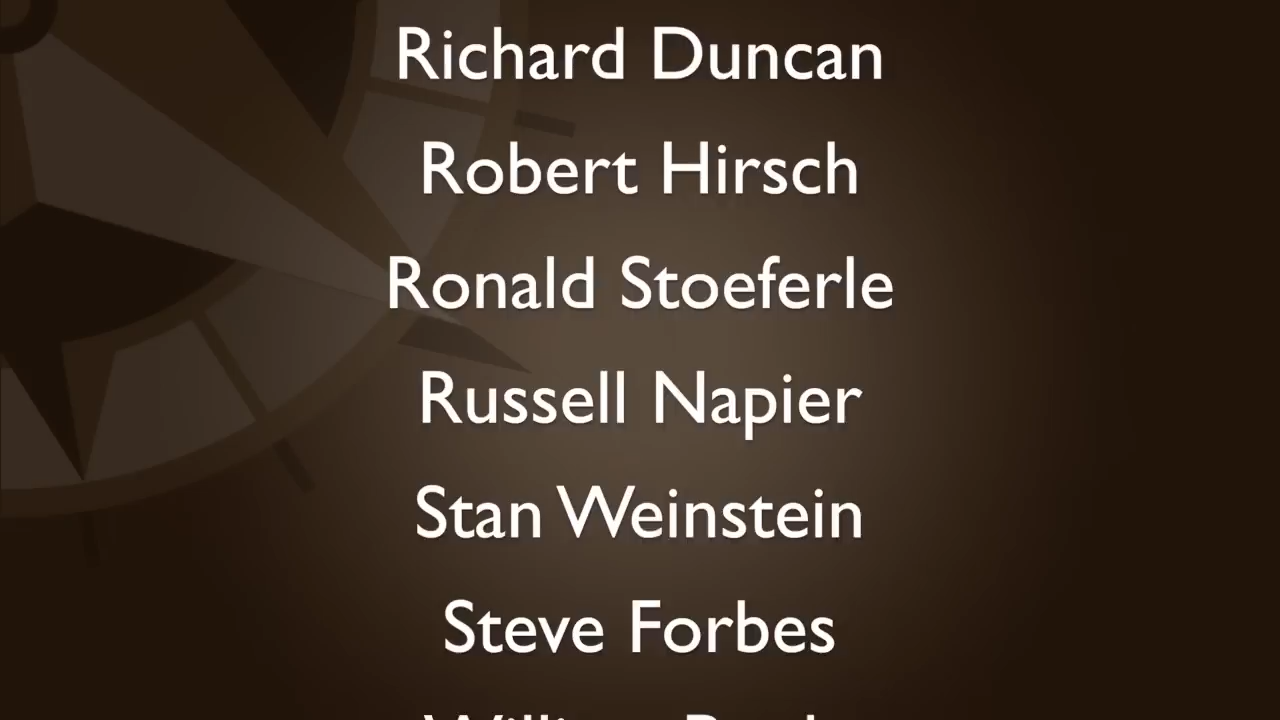 Richard Duncan
Robert Hirsch
Ronald Stoeferle
Russell Napier
Stan Weinstein
Steve Forbes